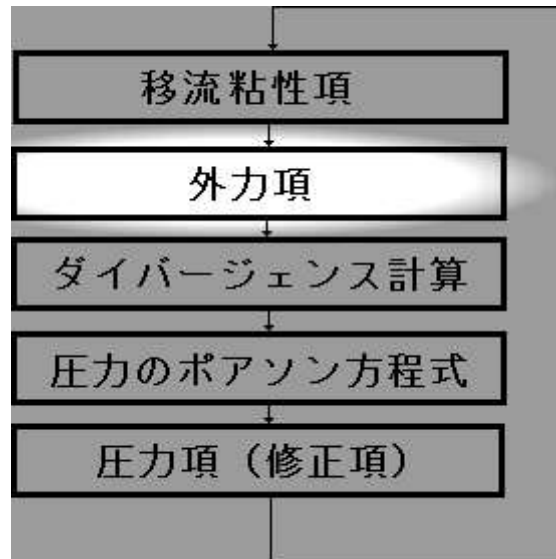 移流粘性項
外力項
ダイバージェンス計算
圧力のポアソン方程式
圧力項（修正項）